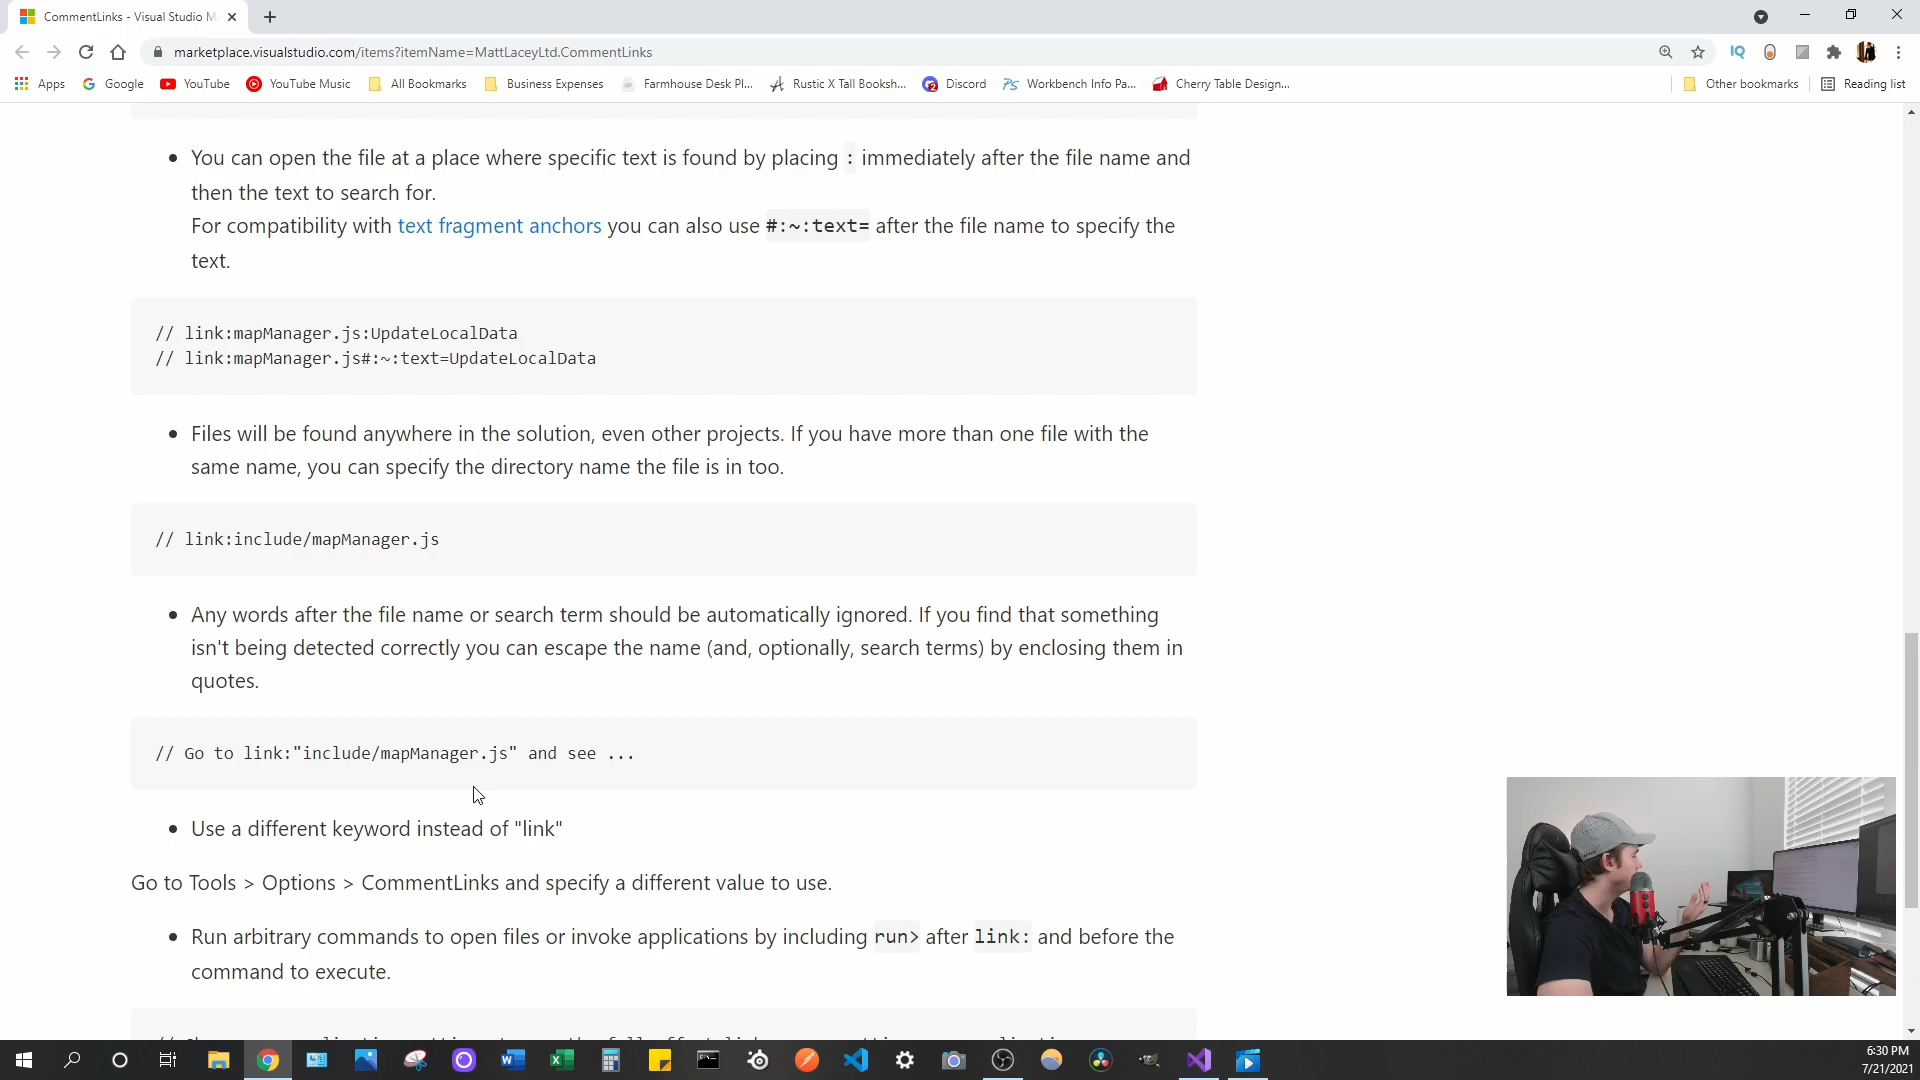 CommentLinks - Visual Studio M
marketplace.visualstudio.com/items?itemName=MattLaceyLtd.CommentLinks
Apps Google YouTube YouTube Music All Bookmarks Business Expenses Farmhouse Desk Pl... Rustic X Tall Booksh... Discord Workbench Info Pa... Cherry Table Design... Other bookmarks Reading list
You can open the file at a place where specific text is found by placing : immediately after the file name and
then the text to search for.
For compatibility with text fragment anchors you can also use #:~:text= after the file name to specify the
text.
// link:mapManager.js:UpdateLocalData
// link:mapManager.js#:~:text=UpdateLocalData
Files will be found anywhere in the solution, even other projects. If you have more than one file with the
same name, you can specify the directory name the file is in too.
// link:include/mapManager.js
Any words after the file name or search term should be automatically ignored. If you find that something
isn't being detected correctly you can escape the name (and, optionally, search terms) by enclosing them in
quotes.
// Go to link:"include/mapManager.js" and see ...
Use a different keyword instead of "link"
Go to Tools > Options > CommentLinks and specify a different value to use.
Run arbitrary commands to open files or invoke applications by including run> after link: and before the
command to execute.
6:30 PM
7/21/2021